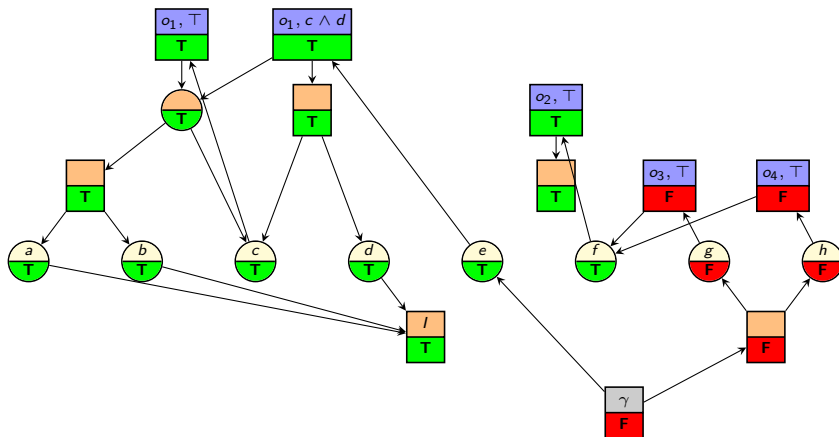 o₁, ⊤
T
o₁, c ∧ d
T
T
T
o₂, ⊤
T
T
T
o₃, ⊤
F
o₄, ⊤
F
a
T
b
T
c
T
d
T
e
T
f
T
g
F
h
F
I
T
F
γ
F